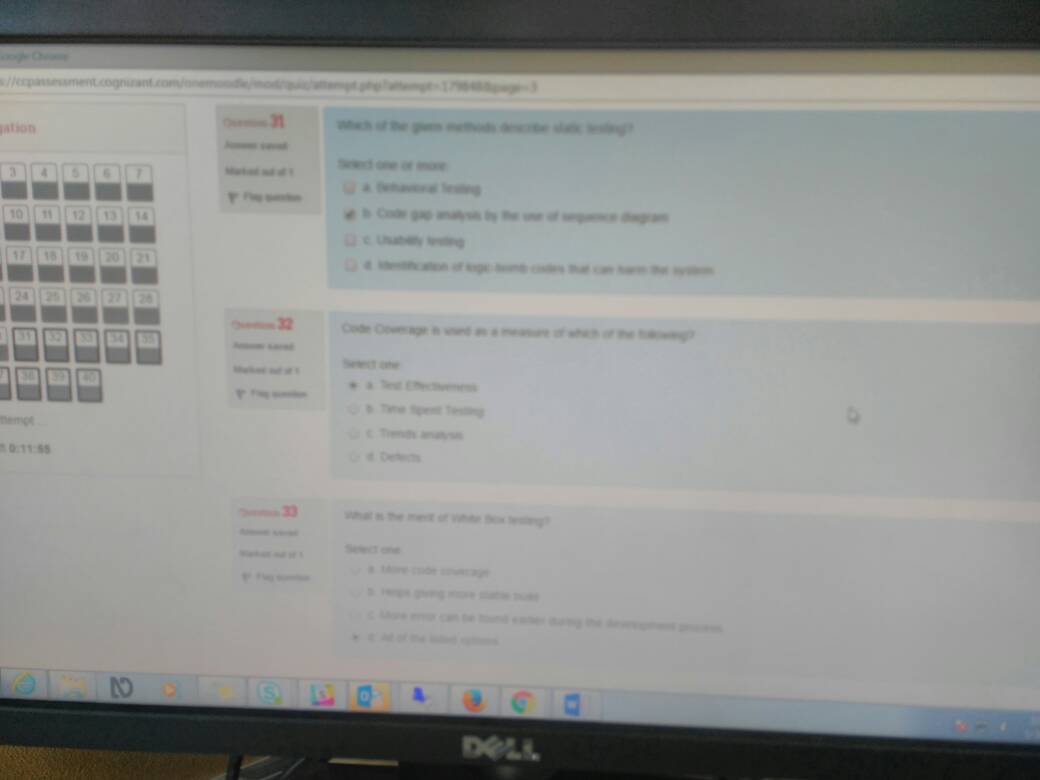 Google Chrome
s://ccpassessment.cognizant.com/onemoodle/mod/quiz/attempt.php?attempt=179848&page=3
gation
3 4 5 6 7
10 11 12 13 14
17 18 19 20 21
24 25 26 27 28
31 32 33 34 35
38 39 40
ttempt ...
0:11:55
Question 31
Answer saved
Marked out of 1
Flag question
Which of the given methods describe static testing?
Select one or more:
a. Behavioral Testing
b. Code gap analysis by the use of sequence diagram
c. Usability testing
d. Identification of logic bomb codes that can harm the system
Question 32
Answer saved
Marked out of 1
Flag question
Code Coverage is used as a measure of which of the following?
Select one:
a. Test Effectiveness
b. Time Spent Testing
c. Trends analysis
d. Defects
Question 33
Answer saved
Marked out of 1
Flag question
What is the merit of White Box testing?
Select one:
a. More code coverage
b. Helps giving more stable build
c. More error can be found earlier during the development process
d. All of the listed options
DELL